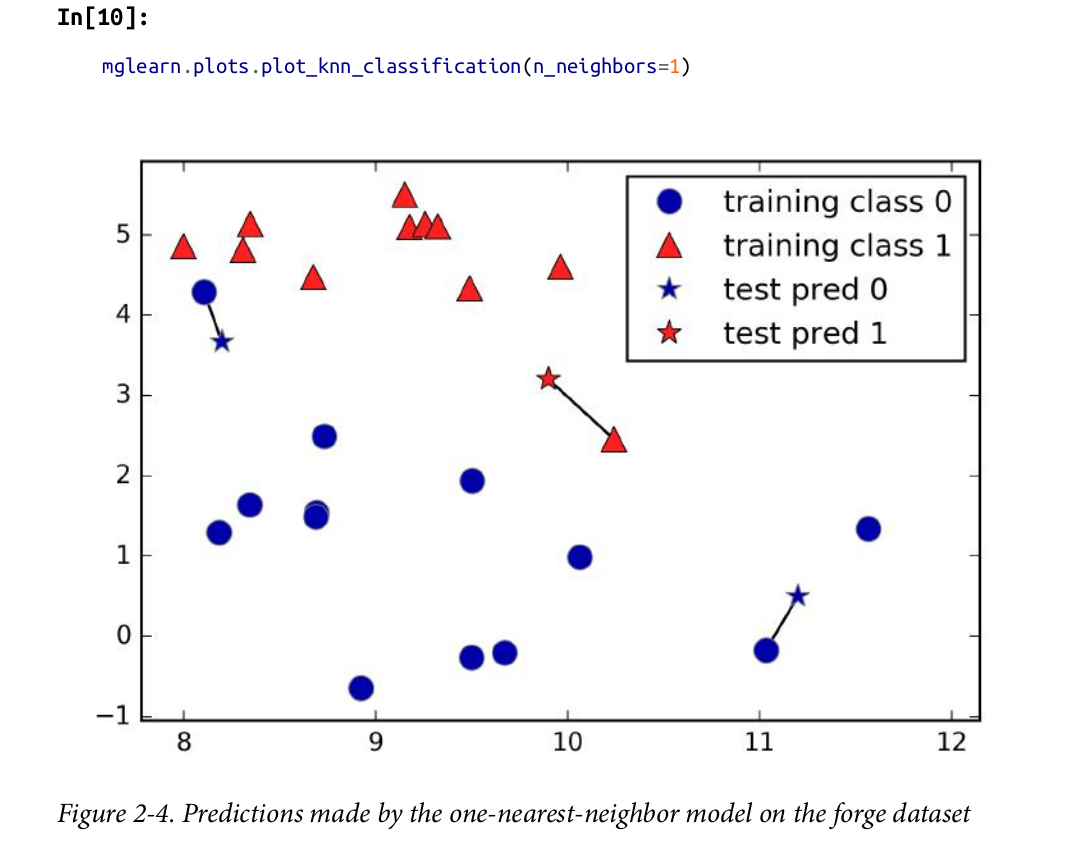 In[10]:
mglearn.plots.plot_knn_classification(n_neighbors=1)
training class 0
training class 1
test pred 0
test pred 1
5
4
3
2
1
0
−1
8 9 10 11 12
Figure 2-4. Predictions made by the one-nearest-neighbor model on the forge dataset